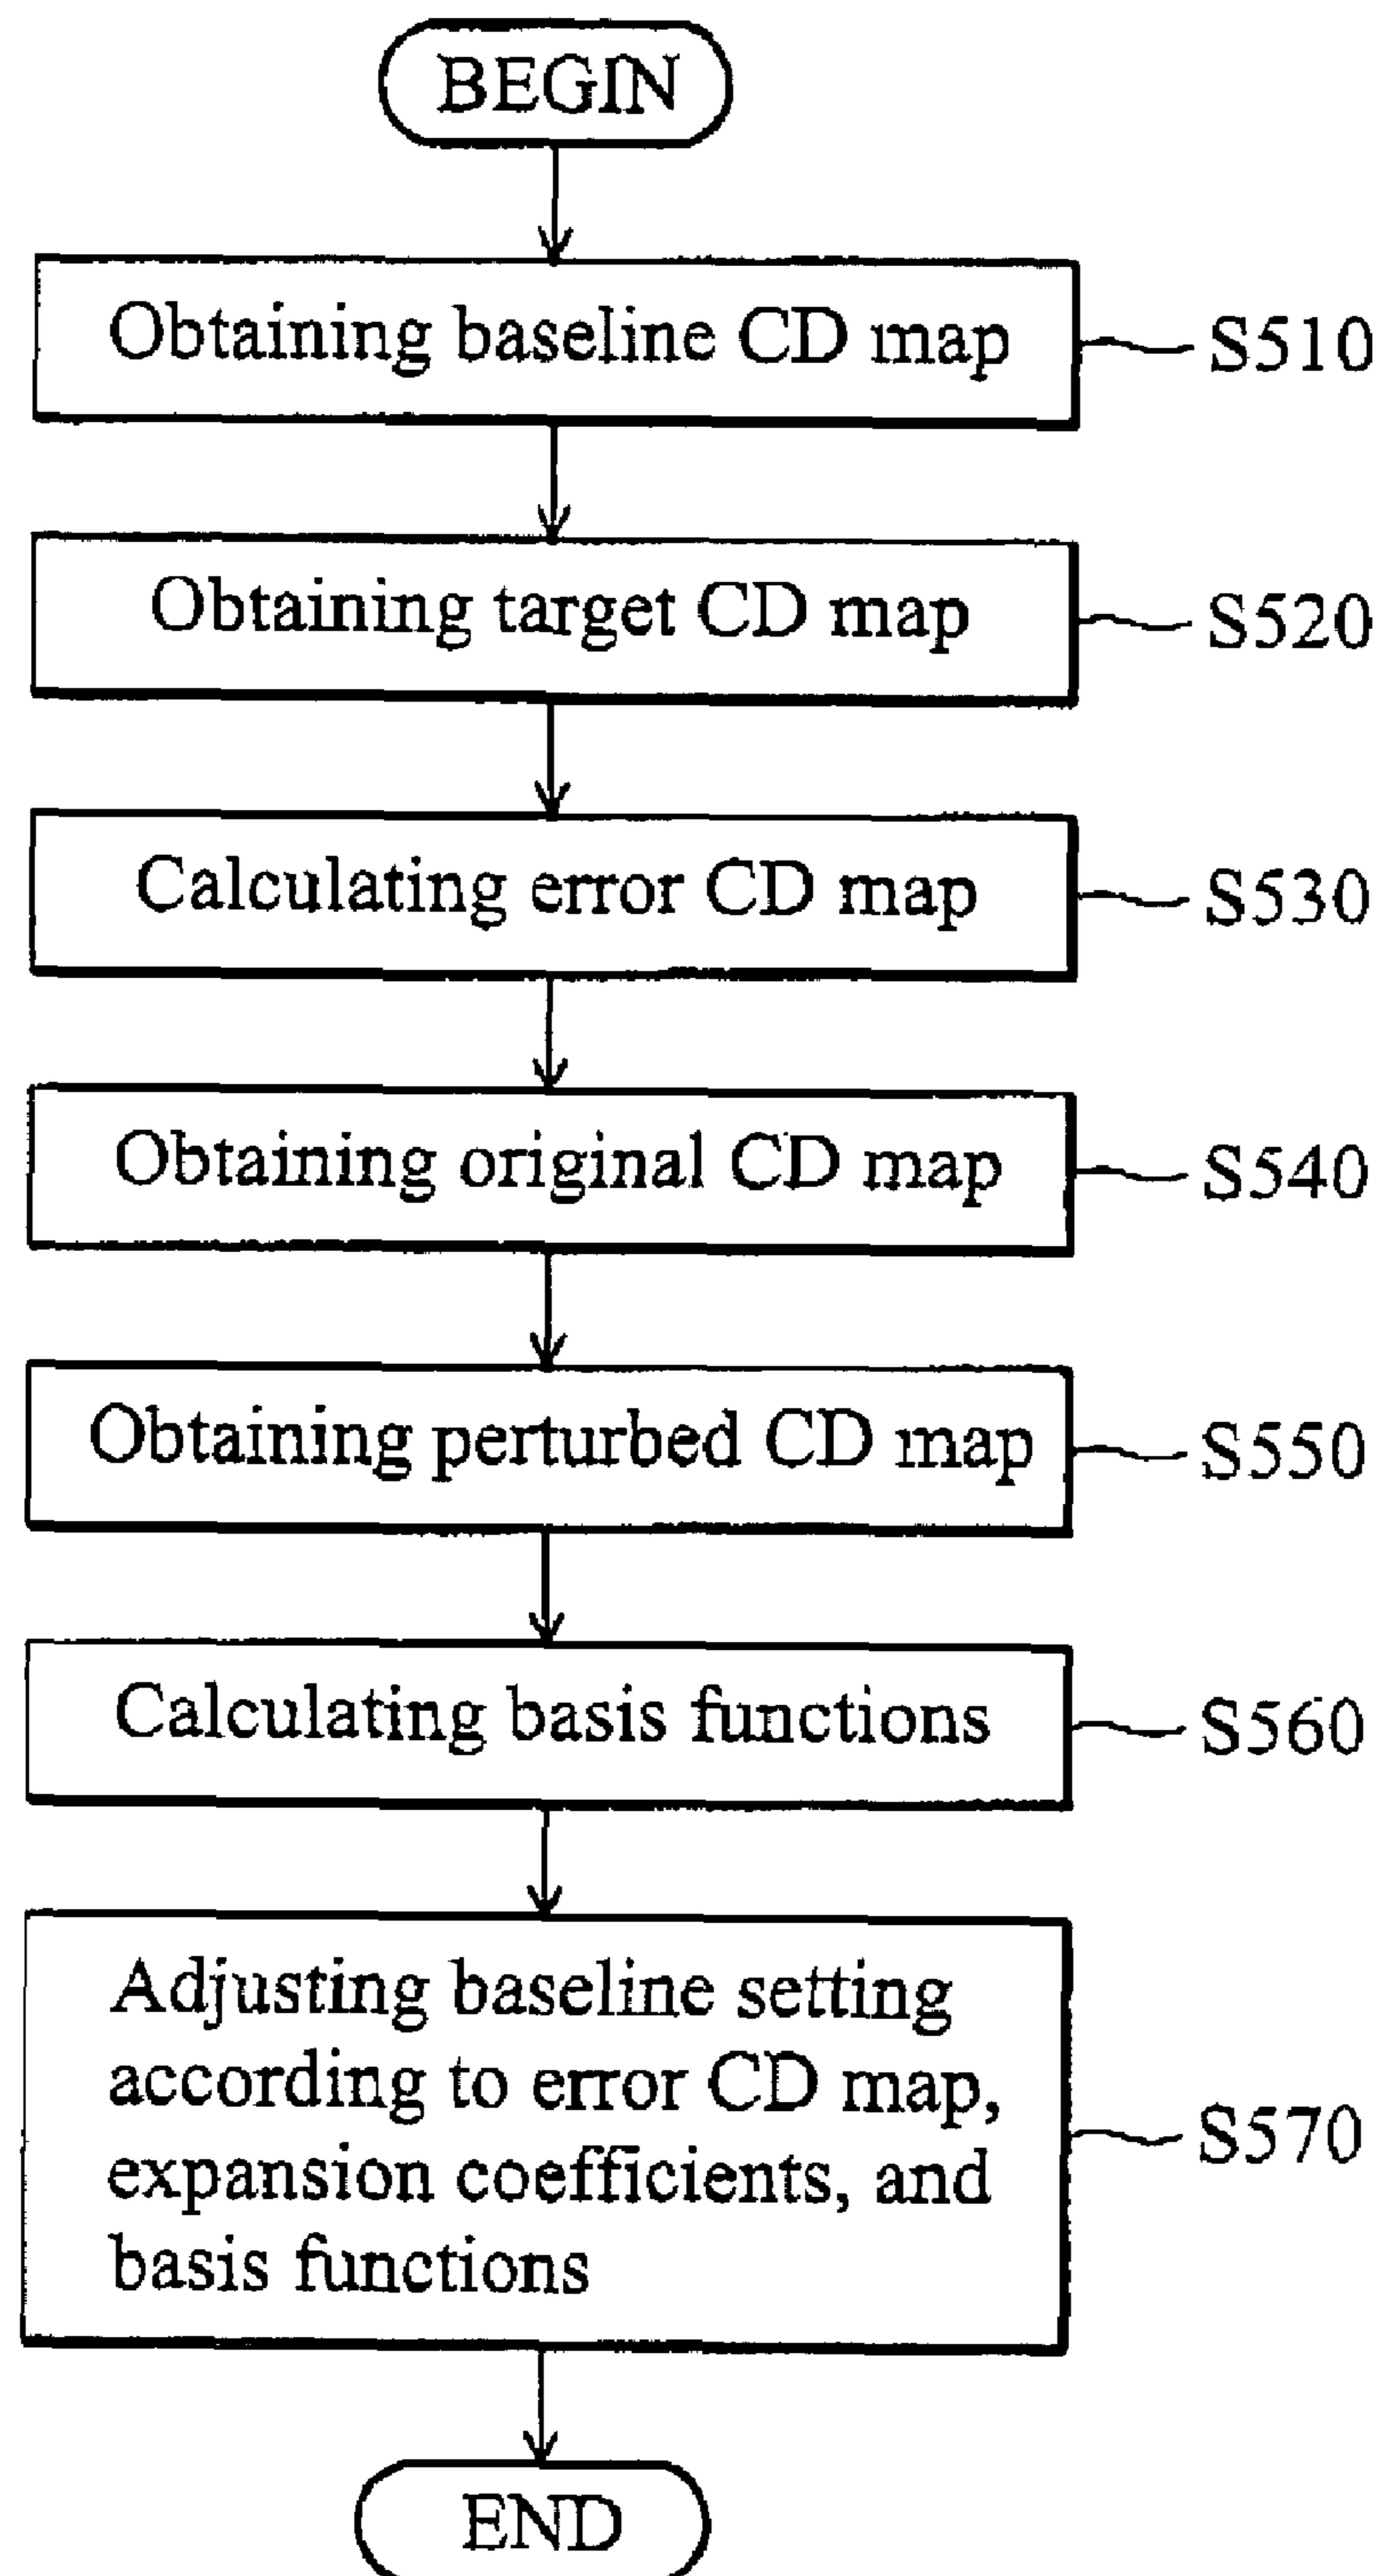 BEGIN
Obtaining baseline CD map
S510
Obtaining target CD map
S520
Calculating error CD map
S530
Obtaining original CD map
S540
Obtaining perturbed CD map
S550
Calculating basis functions
S560
Adjusting baseline setting
according to error CD map,
expansion coefficients, and
basis functions
S570
END